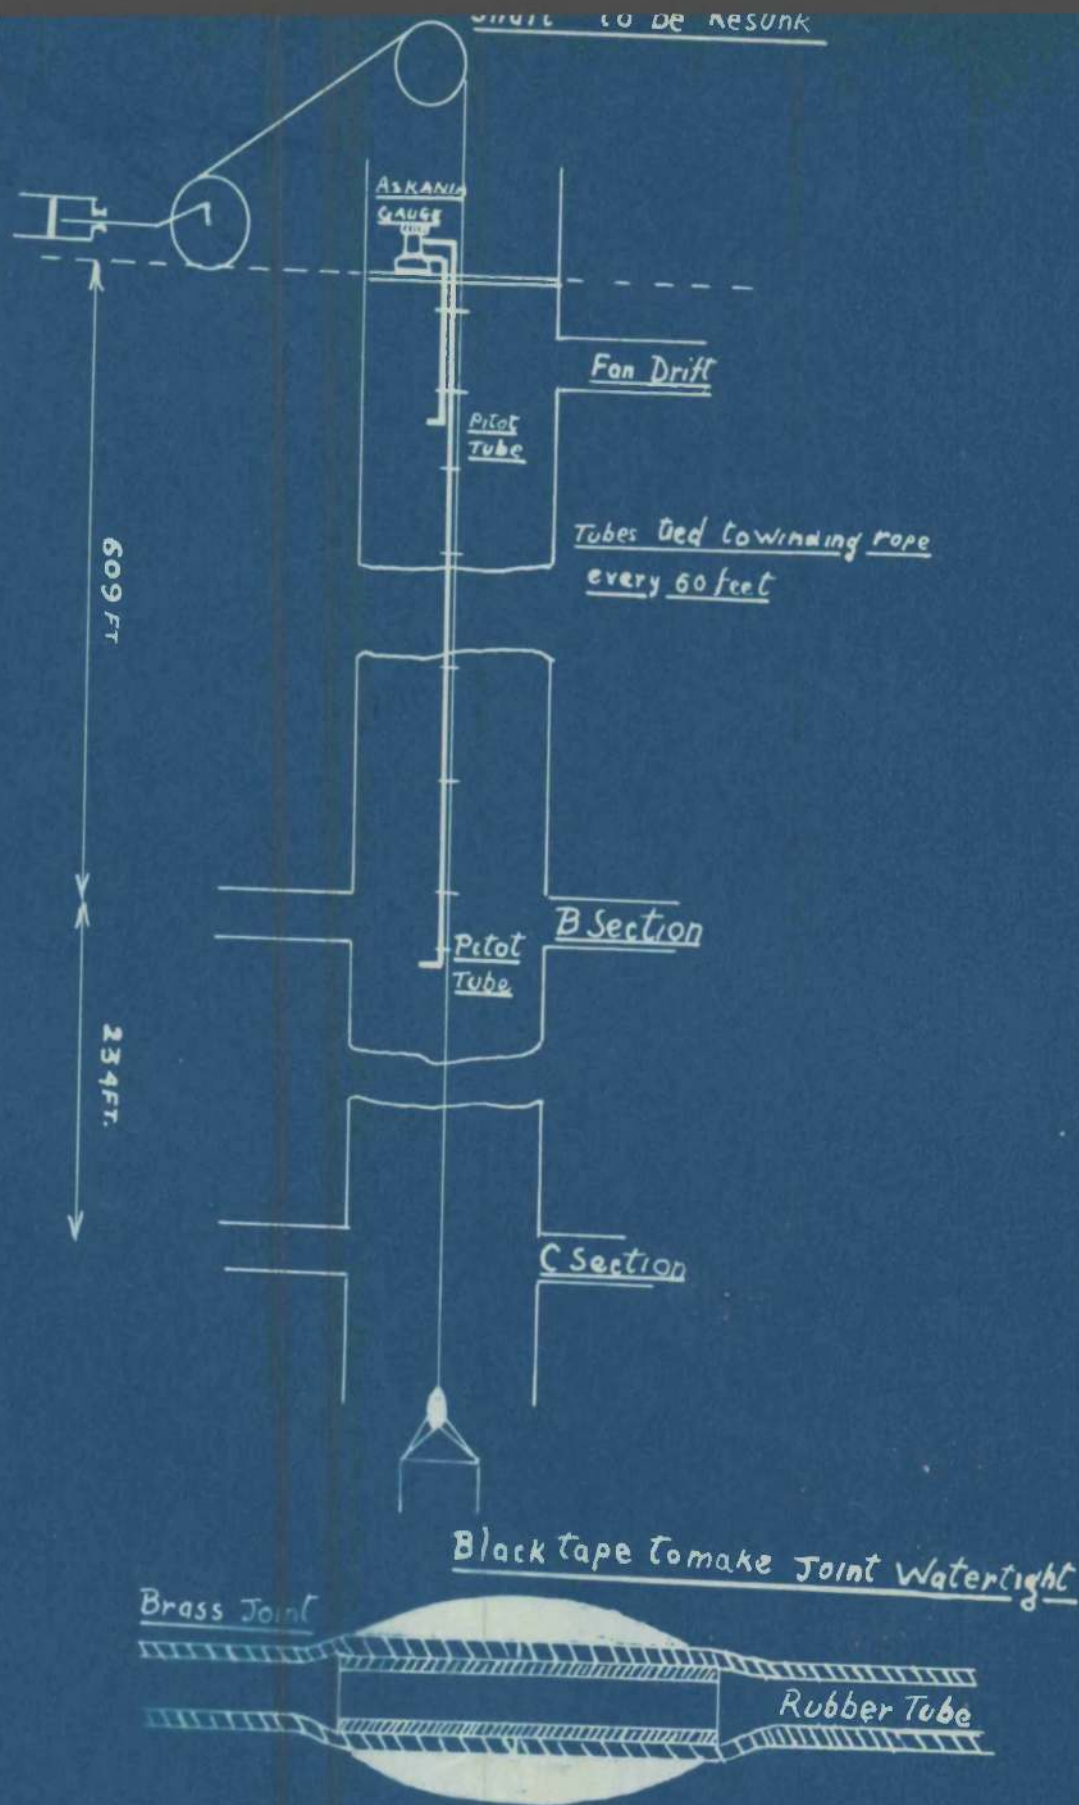 Shaft to be Resunk
ASKANIA
GAUGE
Fan Drift
Pitot
Tube
Tubes tied to winding rope
every 60 feet
609 FT
B Section
Pitot
Tube
234 FT.
C Section
Black tape to make Joint Watertight
Brass Joint
Rubber Tube